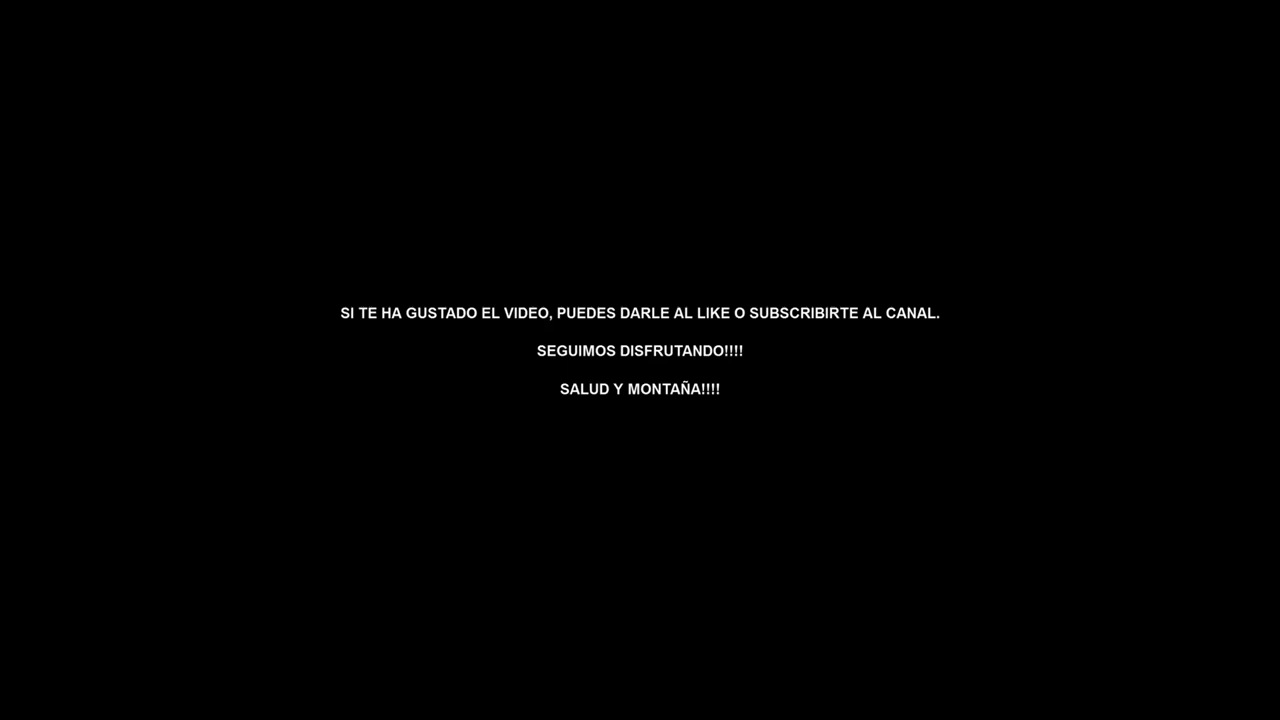 SI TE HA GUSTADO EL VIDEO, PUEDES DARLE AL LIKE O SUBSCRIBIRTE AL CANAL.
SEGUIMOS DISFRUTANDO!!!!
SALUD Y MONTAÑA!!!!